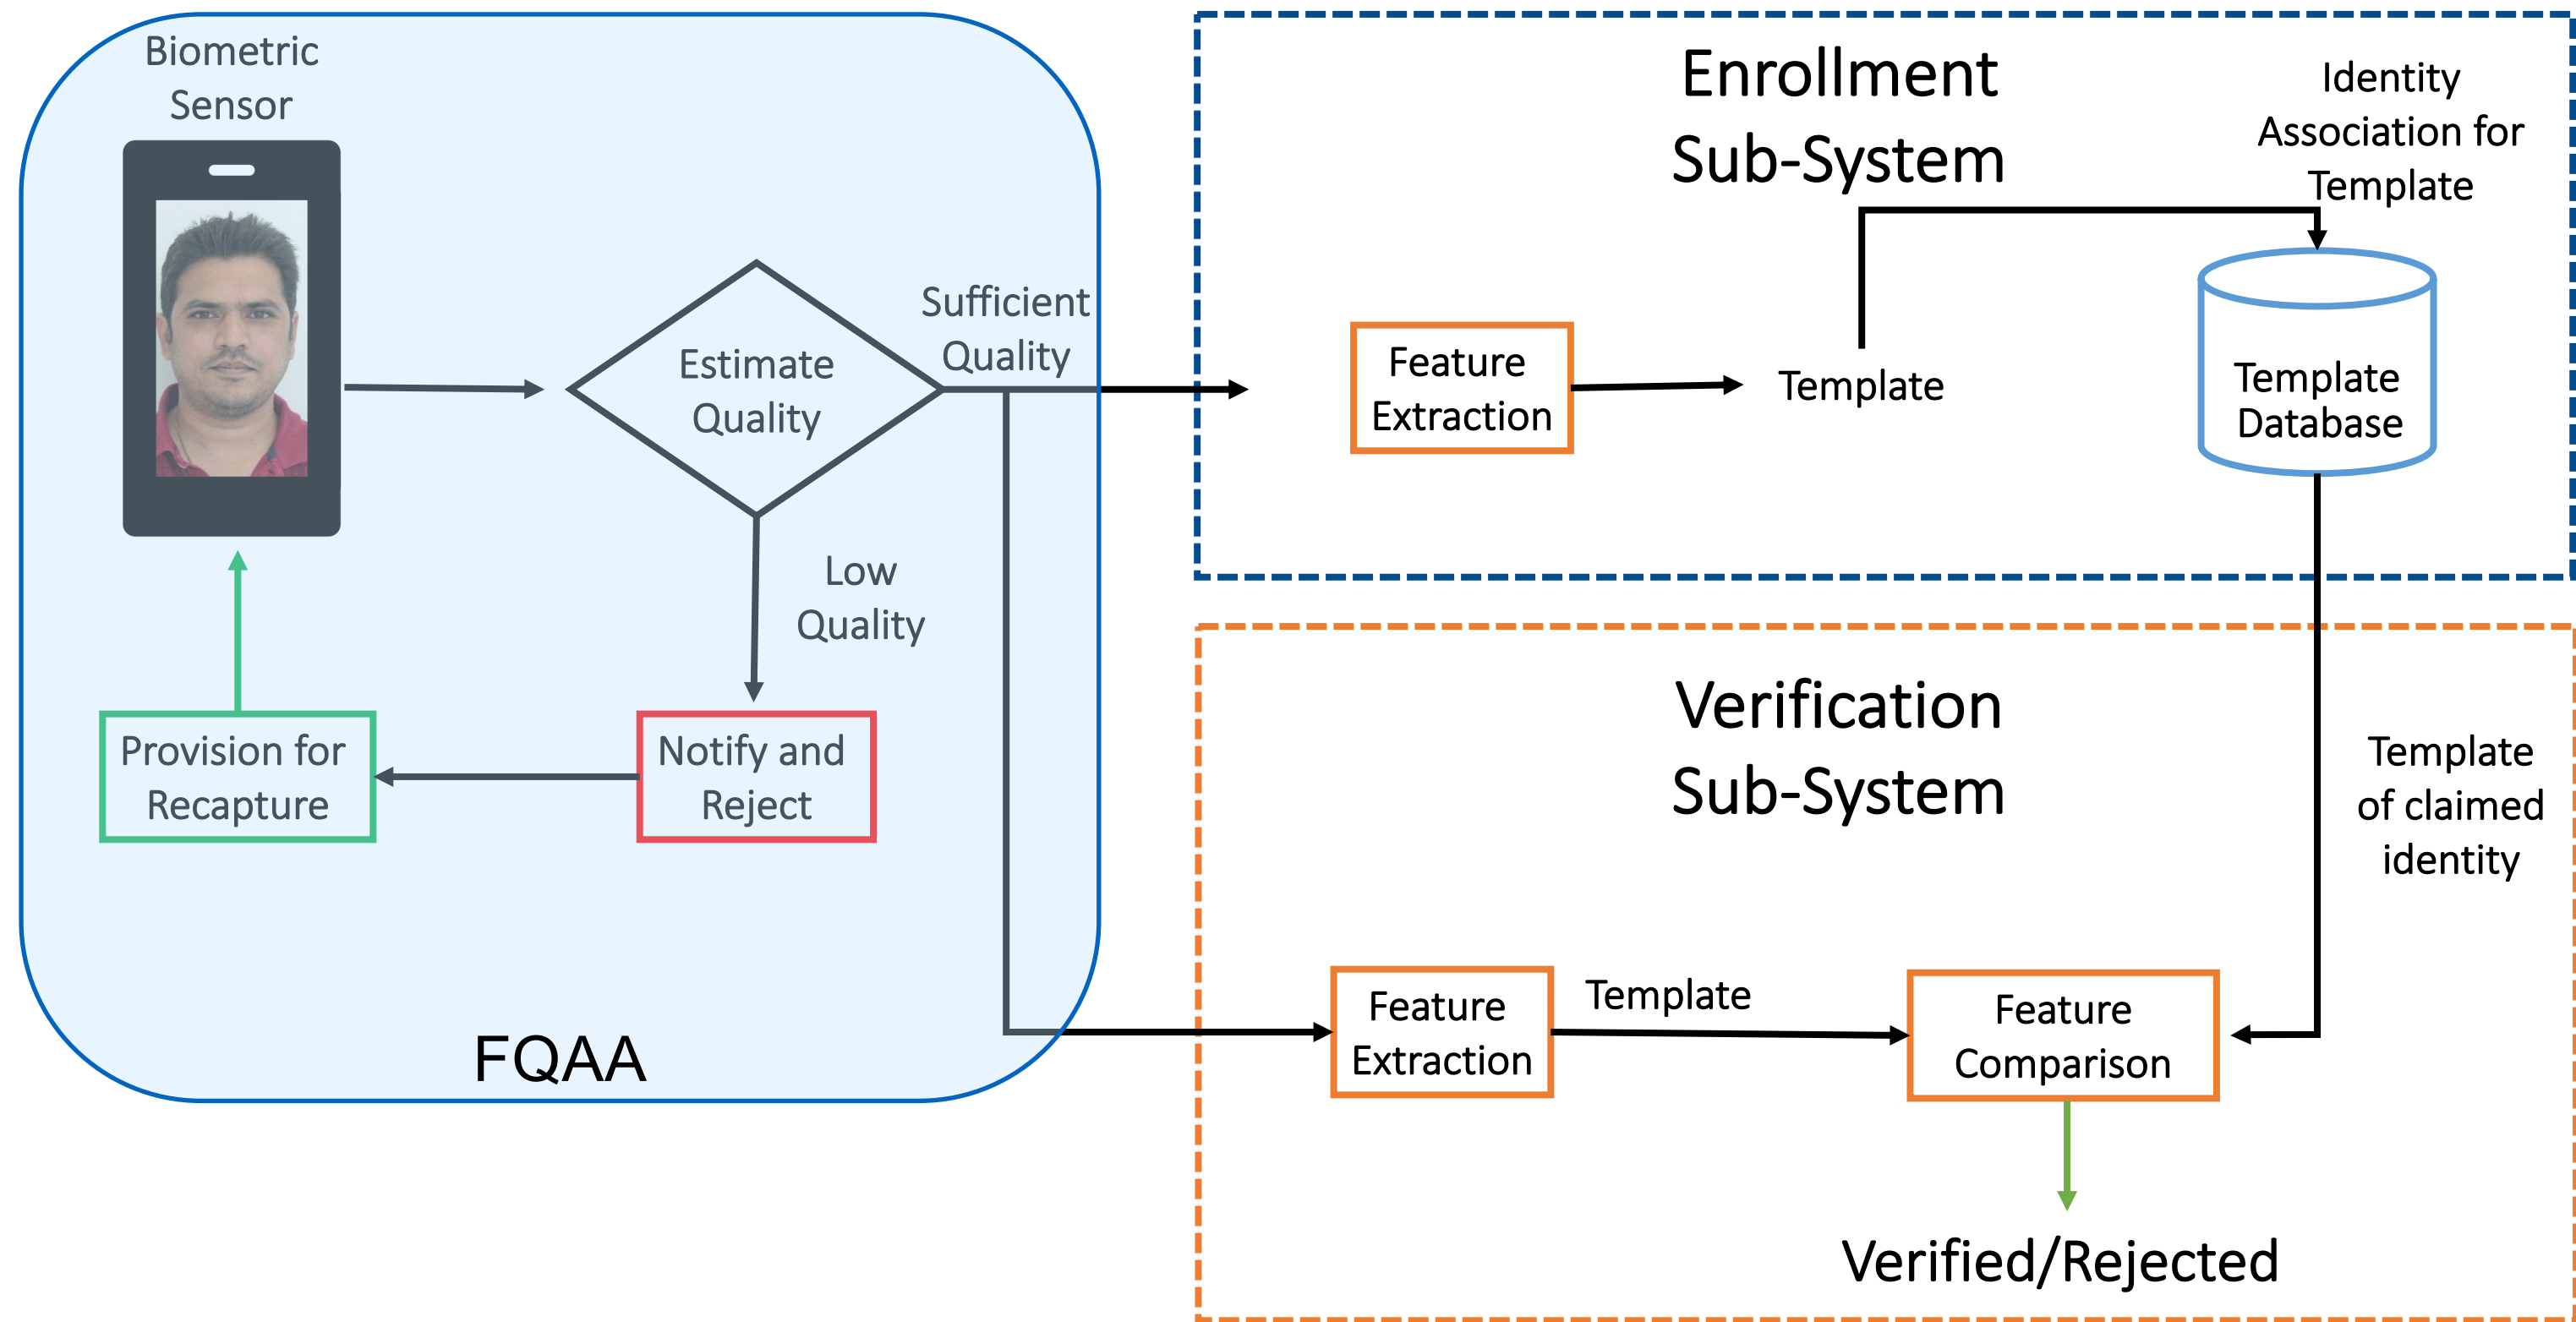 Biometric
Sensor
Estimate
Quality
Sufficient
Quality
Low
Quality
Notify and
Reject
Provision for
Recapture
FQAA
Enrollment
Sub-System
Identity
Association for
Template
Feature
Extraction
Template
Template
Database
Verification
Sub-System
Template
of claimed
identity
Feature
Extraction
Template
Feature
Comparison
Verified/Rejected